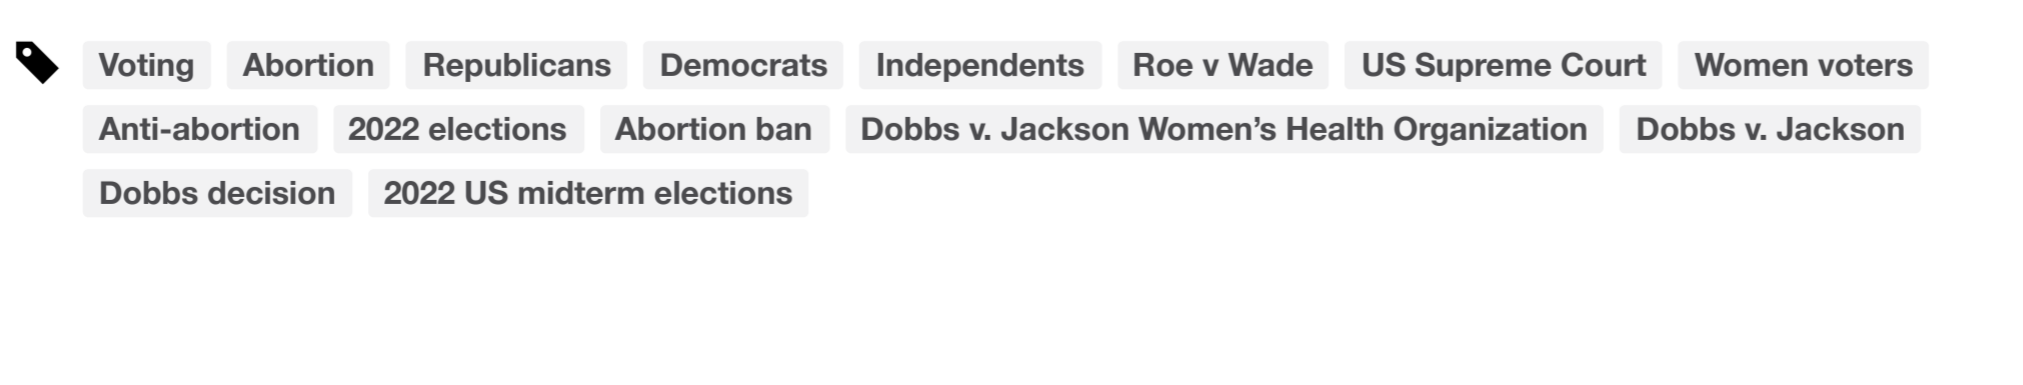 Voting Abortion Republicans Democrats Independents Roe v Wade US Supreme Court Women voters
Anti-abortion 2022 elections Abortion ban Dobbs v. Jackson Women’s Health Organization Dobbs v. Jackson
Dobbs decision 2022 US midterm elections